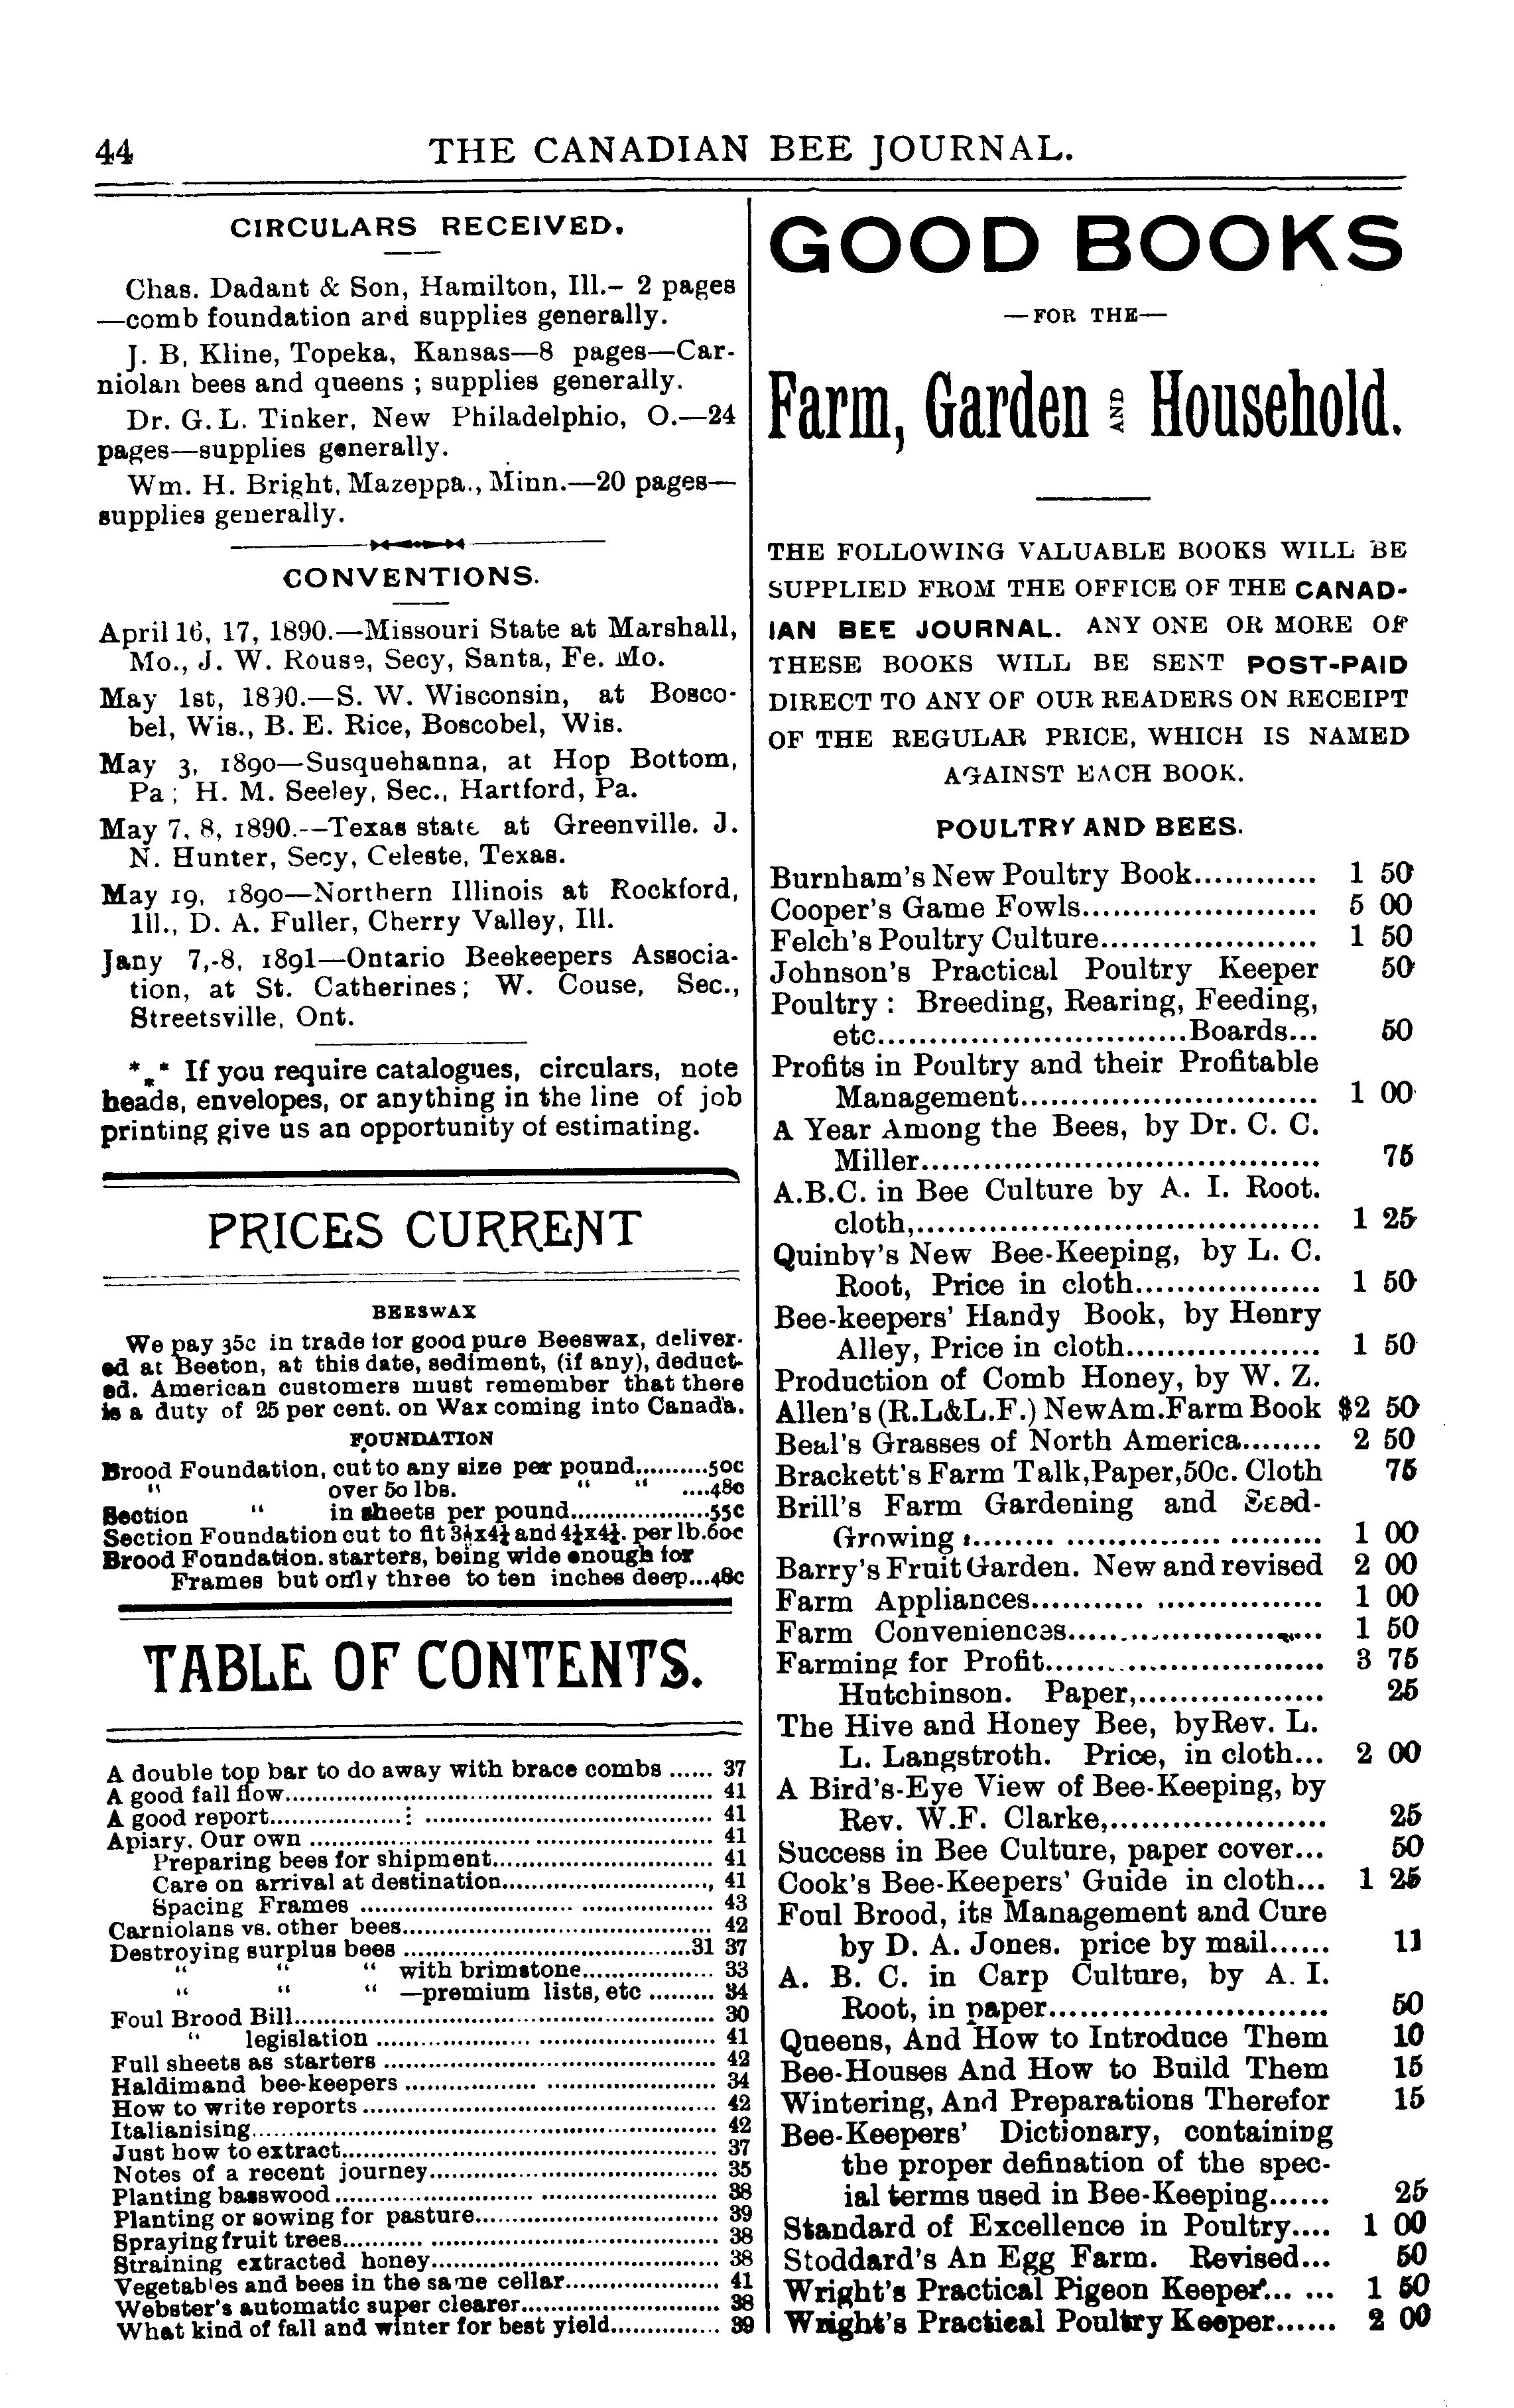 44
THE CANADIAN BEE JOURNAL.
CIRCULARS RECEIVED.
Chas. Dadant & Son, Hamilton, Ill.– 2 pages
—comb foundation and supplies generally.
J. B, Kline, Topeka, Kansas—8 pages—Car-
niolan bees and queens ; supplies generally.
Dr. G. L. Tinker, New Philadelphio, O.—24
pages—supplies generally.
Wm. H. Bright, Mazeppa., Minn.—20 pages—
supplies generally.
CONVENTIONS.
April 16, 17, 1890.—Missouri State at Marshall,
Mo., J. W. Rouse, Secy, Santa, Fe. Mo.
May 1st, 1890.—S. W. Wisconsin, at Bosco-
bel, Wis., B. E. Rice, Boscobel, Wis.
May 3, 1890—Susquehanna, at Hop Bottom,
Pa ; H. M. Seeley, Sec., Hartford, Pa.
May 7, 8, 1890.--Texas state at Greenville. J.
N. Hunter, Secy, Celeste, Texas.
May 19, 1890—Northern Illinois at Rockford,
Ill., D. A. Fuller, Cherry Valley, Ill.
Jany 7,-8, 1891—Ontario Beekeepers Associa-
tion, at St. Catherines; W. Couse, Sec.,
Streetsville, Ont.
*** If you require catalogues, circulars, note
heads, envelopes, or anything in the line of job
printing give us an opportunity of estimating.
PRICES CURRENT
BEESWAX
We pay 35c in trade for good pure Beeswax, deliver-
ed at Beeton, at this date, sediment, (if any), deduct-
ed. American customers must remember that there
is a duty of 25 per cent. on Wax coming into Canada.
FOUNDATION
Brood Foundation, cut to any size per pound..........50c
" over 50 lbs. " " ....48c
Section " in sheets per pound...................55c
Section Foundation cut to fit 3½x4¼ and 4¼x4¼. per lb.60c
Brood Foundation. starters, being wide enough for
Frames but only three to ten inches deep...48c
TABLE OF CONTENTS.
A double top bar to do away with brace combs ...... 37
A good fall flow.......................................................... 41
A good report.................. : ....................................... 41
Apiary, Our own ....................................................... 41
Preparing bees for shipment.............................. 41
Care on arrival at destination............................, 41
Spacing Frames ................................................ 43
Carniolans vs. other bees.......................................... 42
Destroying surplus bees .......................................31 37
" " " with brimstone.................. 33
" " " —premium lists, etc ......... 34
Foul Brood Bill......................................................... 30
" legislation .............................................. 41
Full sheets as starters ............................................. 42
Haldimand bee-keepers .......................................... 34
How to write reports ................................................ 42
Italianising............................................................... 42
Just how to extract................................................... 37
Notes of a recent journey....................................... 35
Planting basswood .................................................... 38
Planting or sowing for pasture................................. 39
Spraying fruit trees................................................... 38
Straining extracted honey....................................... 38
Vegetables and bees in the same cellar..................... 41
Webster's automatic super clearer........................... 38
What kind of fall and winter for best yield............... 39
GOOD BOOKS
—FOR THE—
Farm, Garden AND Household.
THE FOLLOWING VALUABLE BOOKS WILL BE
SUPPLIED FROM THE OFFICE OF THE CANAD-
IAN BEE JOURNAL. ANY ONE OR MORE OF
THESE BOOKS WILL BE SENT POST-PAID
DIRECT TO ANY OF OUR READERS ON RECEIPT
OF THE REGULAR PRICE, WHICH IS NAMED
AGAINST EACH BOOK.
POULTRY AND BEES.
Burnham's New Poultry Book............ 1 50
Cooper's Game Fowls....................... 5 00
Felch's Poultry Culture..................... 1 50
Johnson's Practical Poultry Keeper 50
Poultry : Breeding, Rearing, Feeding,
etc..............................Boards... 50
Profits in Poultry and their Profitable
Management............................. 1 00
A Year Among the Bees, by Dr. C. C.
Miller....................................... 75
A.B.C. in Bee Culture by A. I. Root.
cloth,....................................... 1 25
Quinby's New Bee-Keeping, by L. C.
Root, Price in cloth.................. 1 50
Bee-keepers' Handy Book, by Henry
Alley, Price in cloth................... 1 50
Production of Comb Honey, by W. Z.
Allen's (R.L&L.F.) New Am.Farm Book $2 50
Beal's Grasses of North America........ 2 50
Brackett's Farm Talk,Paper,50c. Cloth 75
Brill's Farm Gardening and Seed-
Growing ................................. 1 00
Barry's Fruit Garden. New and revised 2 00
Farm Appliances........... ................ 1 00
Farm Conveniences......................... 1 50
Farming for Profit........................... 3 75
Hutchinson. Paper,.................. 25
The Hive and Honey Bee, byRev. L.
L. Langstroth. Price, in cloth... 2 00
A Bird's-Eye View of Bee-Keeping, by
Rev. W.F. Clarke,..................... 25
Success in Bee Culture, paper cover... 50
Cook's Bee-Keepers' Guide in cloth... 1 25
Foul Brood, its Management and Cure
by D. A. Jones. price by mail...... 11
A. B. C. in Carp Culture, by A. I.
Root, in paper........................... 50
Queens, And How to Introduce Them 10
Bee-Houses And How to Build Them 15
Wintering, And Preparations Therefor 15
Bee-Keepers' Dictionary, containing
the proper defination of the spec-
ial terms used in Bee-Keeping...... 25
Standard of Excellence in Poultry.... 1 00
Stoddard's An Egg Farm. Revised... 50
Wright's Practical Pigeon Keeper... ... 1 50
Wright's Practical Poultry Keeper...... 2 00